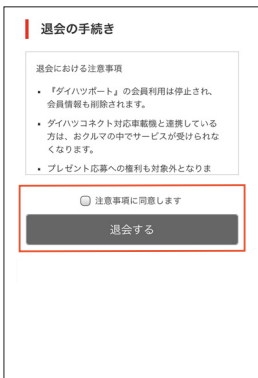 退会の手続き
退会における注意事項
• 『ダイハツポート』の会員利用は停止され、
会員情報も削除されます。
• ダイハツコネクト対応車載機と連携している
方は、おクルマの中でサービスが受けられな
くなります。
• プレゼント応募への権利も対象外となりま
注意事項に同意します
退会する